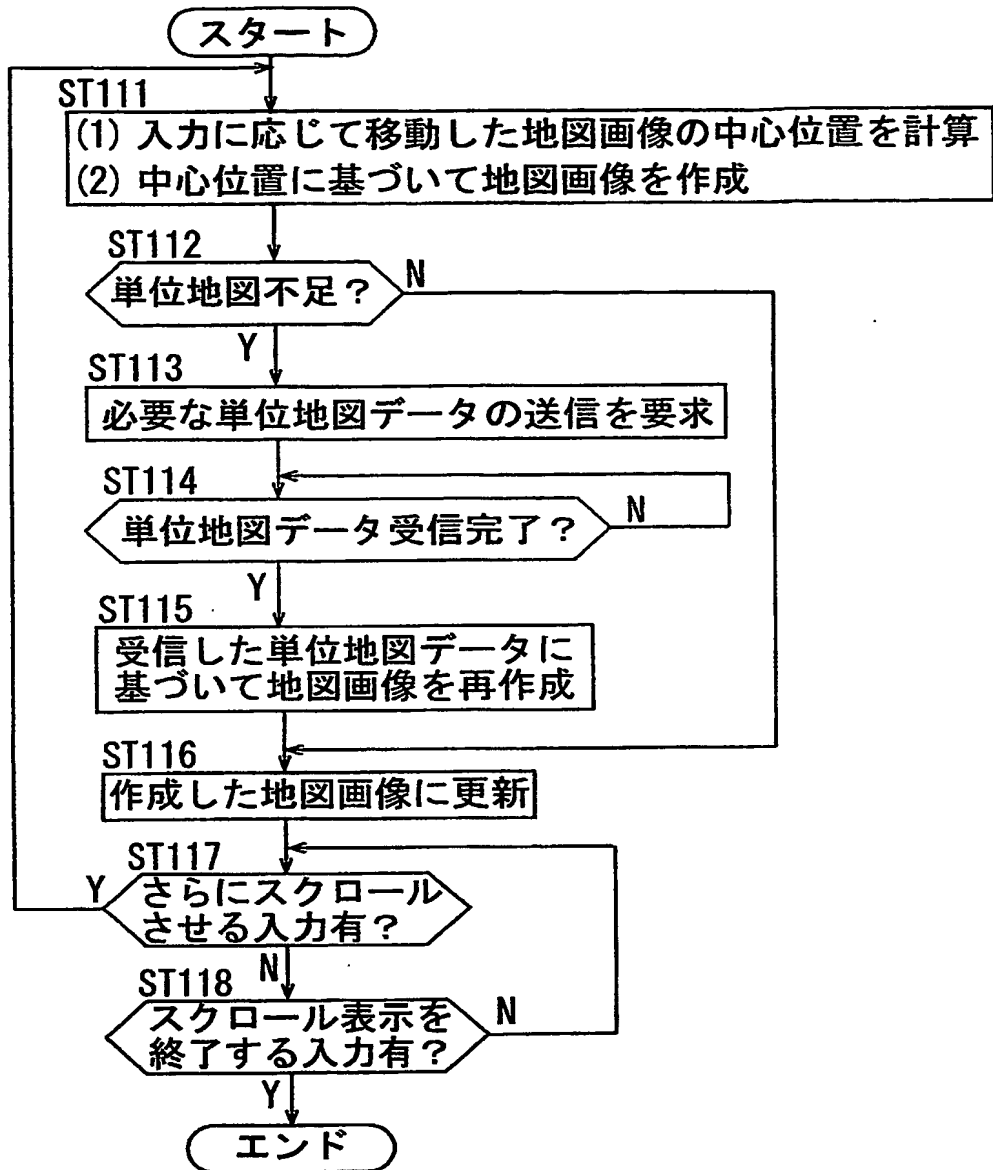 スタート
ST111
(1) 入力に応じて移動した地図画像の中心位置を計算
(2) 中心位置に基づいて地図画像を作成
ST112
単位地図不足？
N
Y
ST113
必要な単位地図データの送信を要求
ST114
単位地図データ受信完了？
N
Y
ST115
受信した単位地図データに
基づいて地図画像を再作成
ST116
作成した地図画像に更新
ST117
Y
さらにスクロール
させる入力有？
N
ST118
スクロール表示を
終了する入力有？
N
Y
エンド